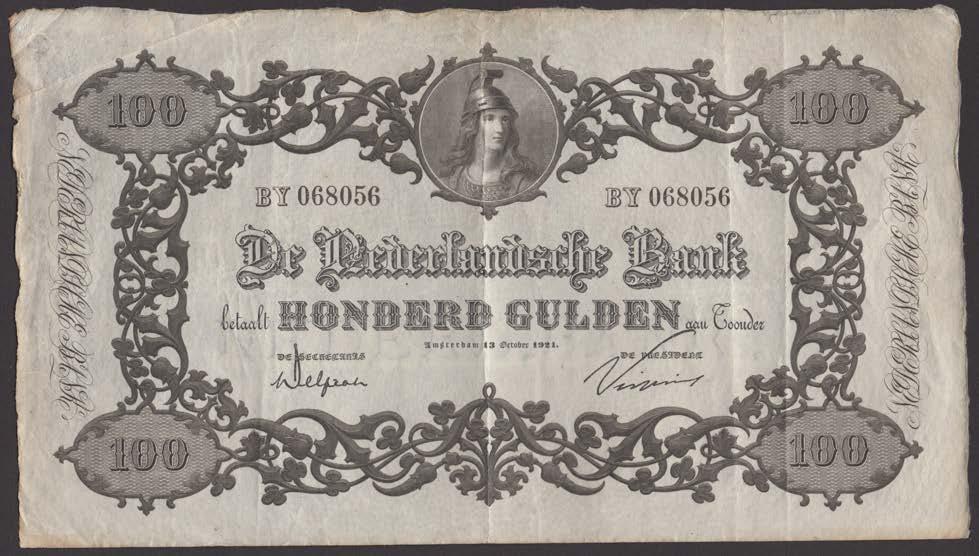 100 100
BY 068056 BY 068056
De Nederlandsche Bank
betaalt HONDERD GULDEN aan Toonder
Amsterdam 13 October 1921.
DE SECRETARIS DE PRESIDENT
100 100